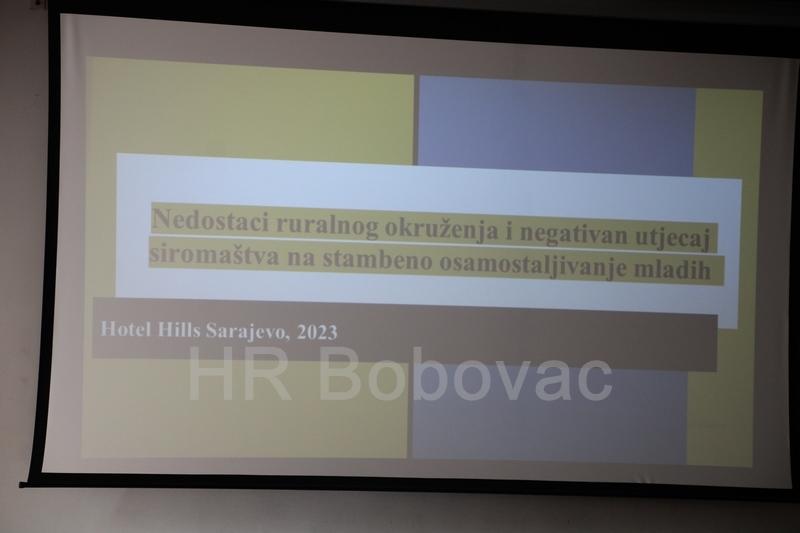 Nedostaci ruralnog okruženja i negativan utjecaj
siromaštva na stambeno osamostaljivanje mladih
Hotel Hills Sarajevo, 2023
HR Bobovac